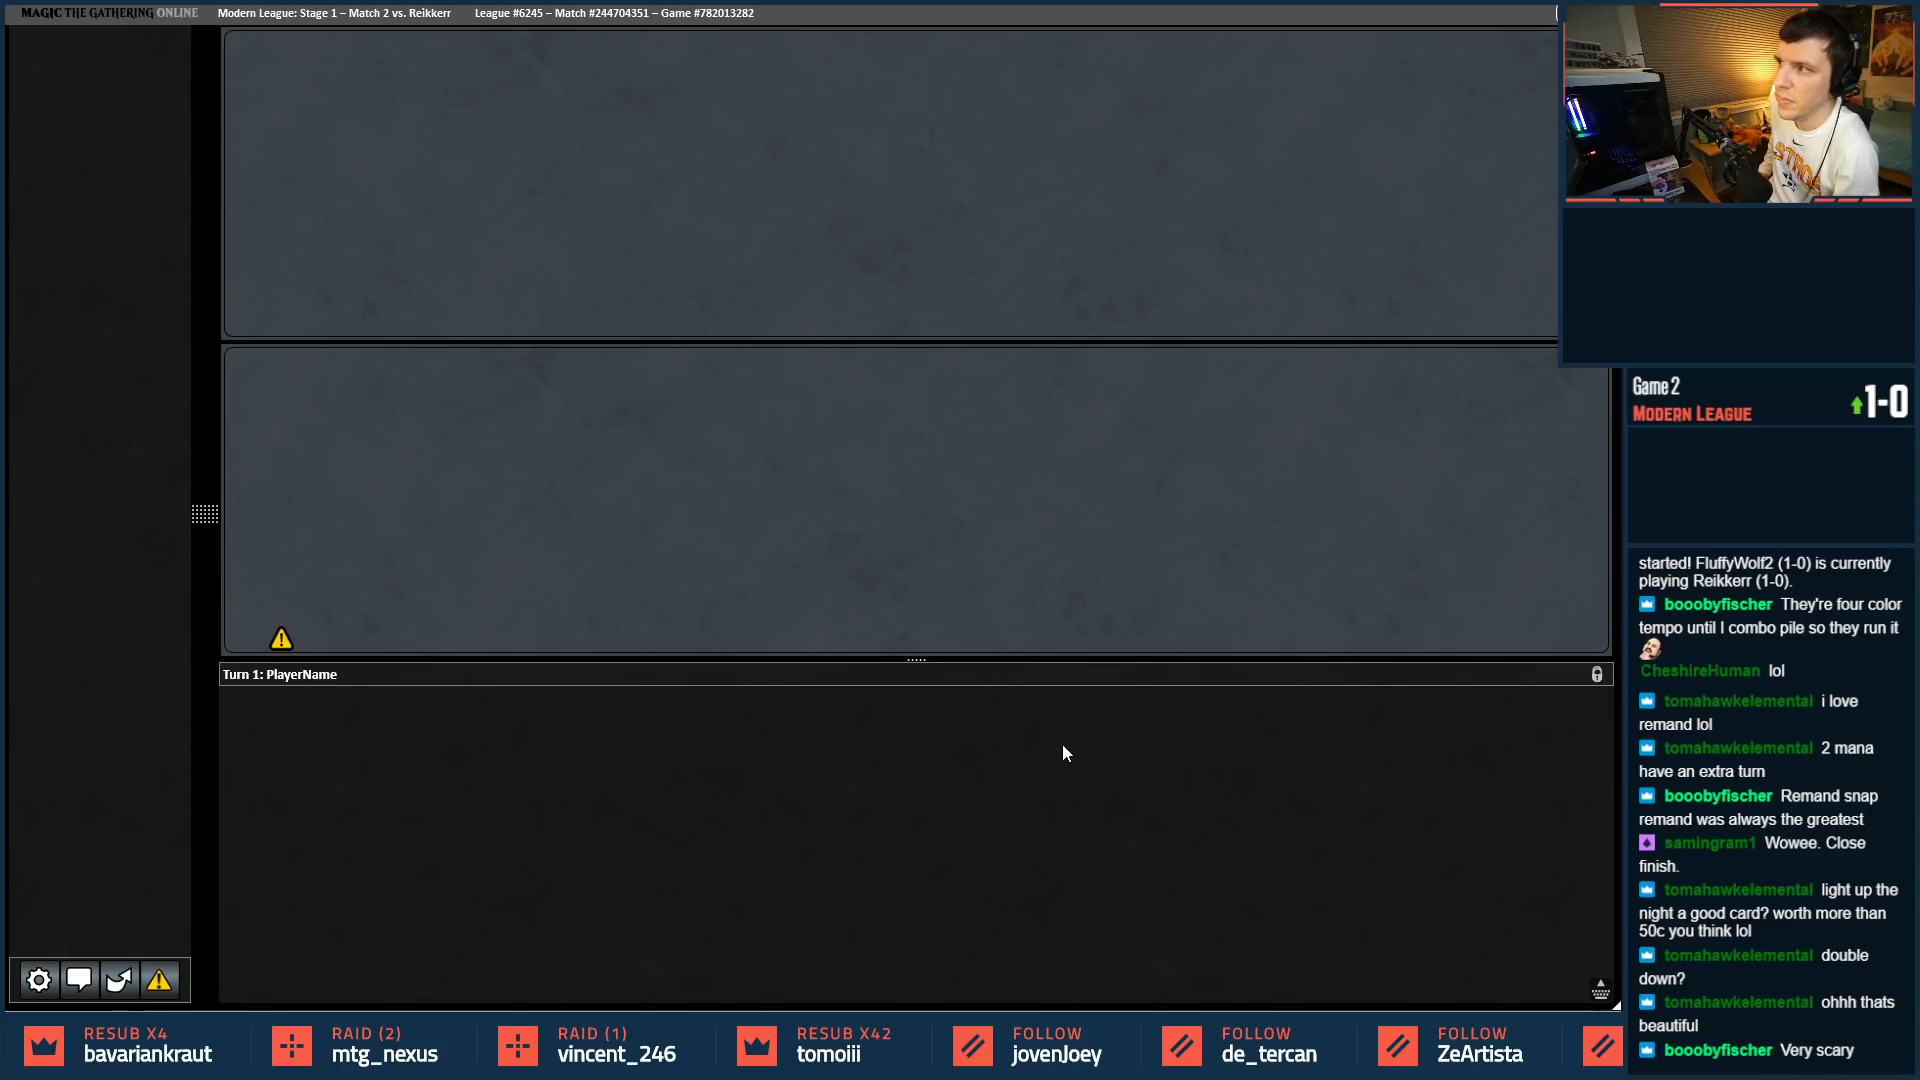 MAGIC THE GATHERING ONLINE Modern League: Stage 1 – Match 2 vs. Reikkerr League #6245 – Match #244704351 – Game #782013282
Game 2
MODERN LEAGUE
1-0
Turn 1: PlayerName
started! FluffyWolf2 (1-0) is currently
playing Reikkerr (1-0).
booobyfischer They're four color
tempo until I combo pile so they run it
CheshireHuman lol
tomahawkelemental i love
remand lol
tomahawkelemental 2 mana
have an extra turn
booobyfischer Remand snap
remand was always the greatest
samingram1 Wowee. Close
finish.
tomahawkelemental light up the
night a good card? worth more than
50c you think lol
tomahawkelemental double
down?
tomahawkelemental ohhh thats
beautiful
booobyfischer Very scary
RESUB X4
bavariankraut
RAID (2)
mtg_nexus
RAID (1)
vincent_246
RESUB X42
tomoiii
FOLLOW
jovenJoey
FOLLOW
de_tercan
FOLLOW
ZeArtista